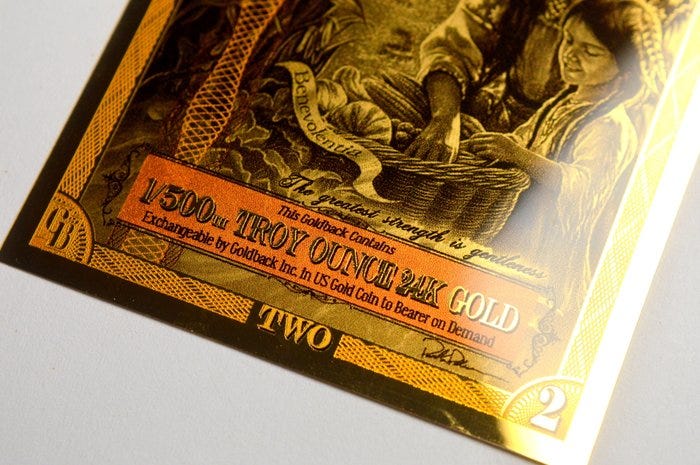 Benevolentia
The greatest strength is gentleness
This Goldback Contains
1/500TH TROY OUNCE 24K GOLD
Exchangeable by Goldback Inc. in US Gold Coin to Bearer on Demand
GB
TWO
2